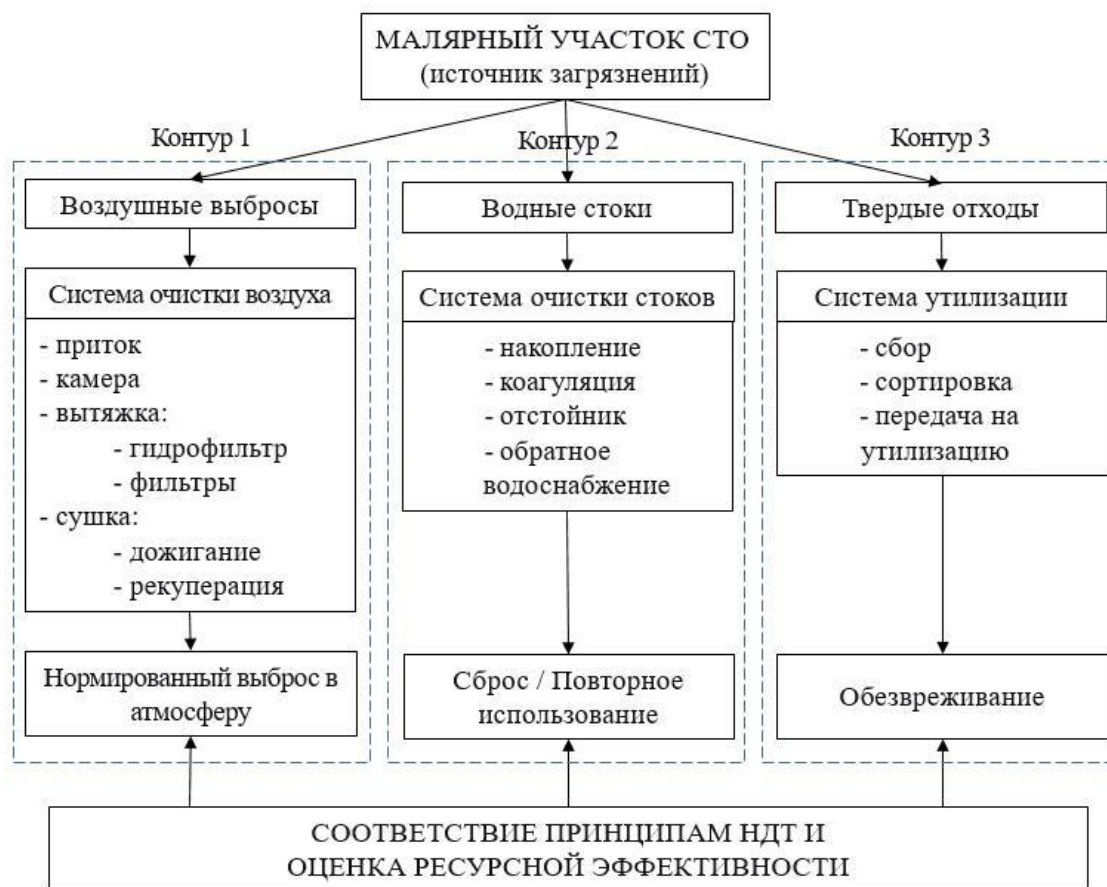 МАЛЯРНЫЙ УЧАСТОК СТО
(источник загрязнений)
Контур 1
Воздушные выбросы
Система очистки воздуха
- приток
- камера
- вытяжка:
- гидрофильтр
- фильтры
- сушка:
- дожигание
- рекуперация
Нормированный выброс в
атмосферу
Контур 2
Водные стоки
Система очистки стоков
- накопление
- коагуляция
- отстойник
- обратное
водоснабжение
Сброс / Повторное
использование
Контур 3
Твердые отходы
Система утилизации
- сбор
- сортировка
- передача на
утилизацию
Обезвреживание
СООТВЕТСТВИЕ ПРИНЦИПАМ НДТ И
ОЦЕНКА РЕСУРСНОЙ ЭФФЕКТИВНОСТИ